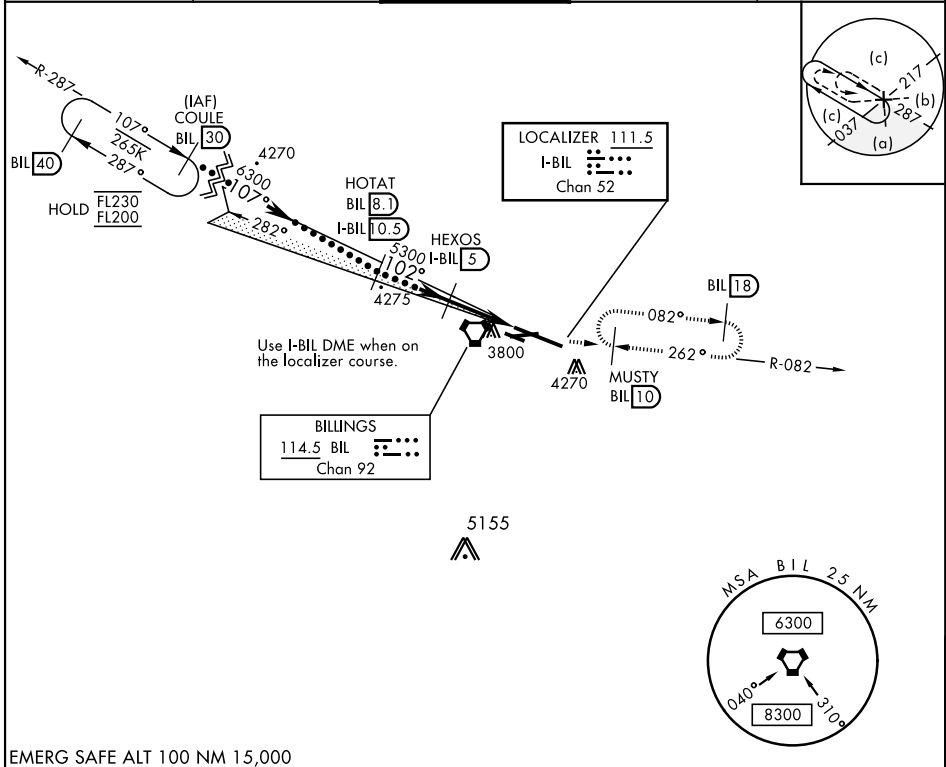 R-287
107°
265K
287°
BIL 40
HOLD FL230
FL200
(IAF)
COULE
BIL 30
4270
6300
107°
282°
HOTAT
BIL 8.1
I-BIL 10.5
5300
102°
4275
HEXOS
I-BIL 5
LOCALIZER 111.5
I-BIL
Chan 52
(c)
217
(b)
287
(c)
037
(a)
BIL 18
082°
262°
R-082
MUSTY
BIL 10
3800
4270
Use I-BIL DME when on
the localizer course.
BILLINGS
114.5 BIL
Chan 92
5155
MSA BIL 25 NM
6300
040°
310°
8300
EMERG SAFE ALT 100 NM 15,000